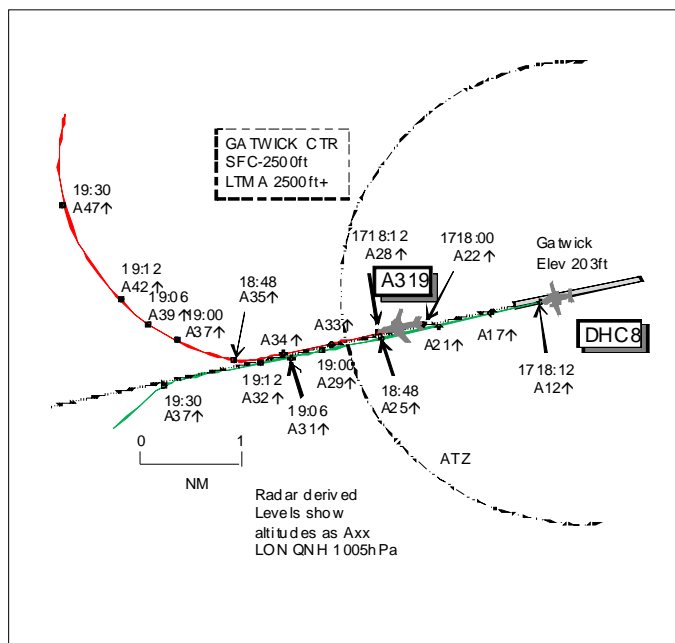 GATWICK CTR
SFC-2500ft
LTMA 2500ft+
1718:12
A28↑
1718:00
A22↑
Gatwick
Elev 203ft
19:30
A47↑
A319
19:12
A42↑
18:48
A35↑
19:06
A39↑
19:00
A37↑
A34↑
A33↑
A21↑
A17↑
DHC8
19:30
A37↑
19:12
A32↑
19:06
A31↑
19:00
A29↑
18:48
A25↑
1718:12
A12↑
0 1
NM
ATZ
Radar derived
Levels show
altitudes as Axx
LON QNH 1005hPa